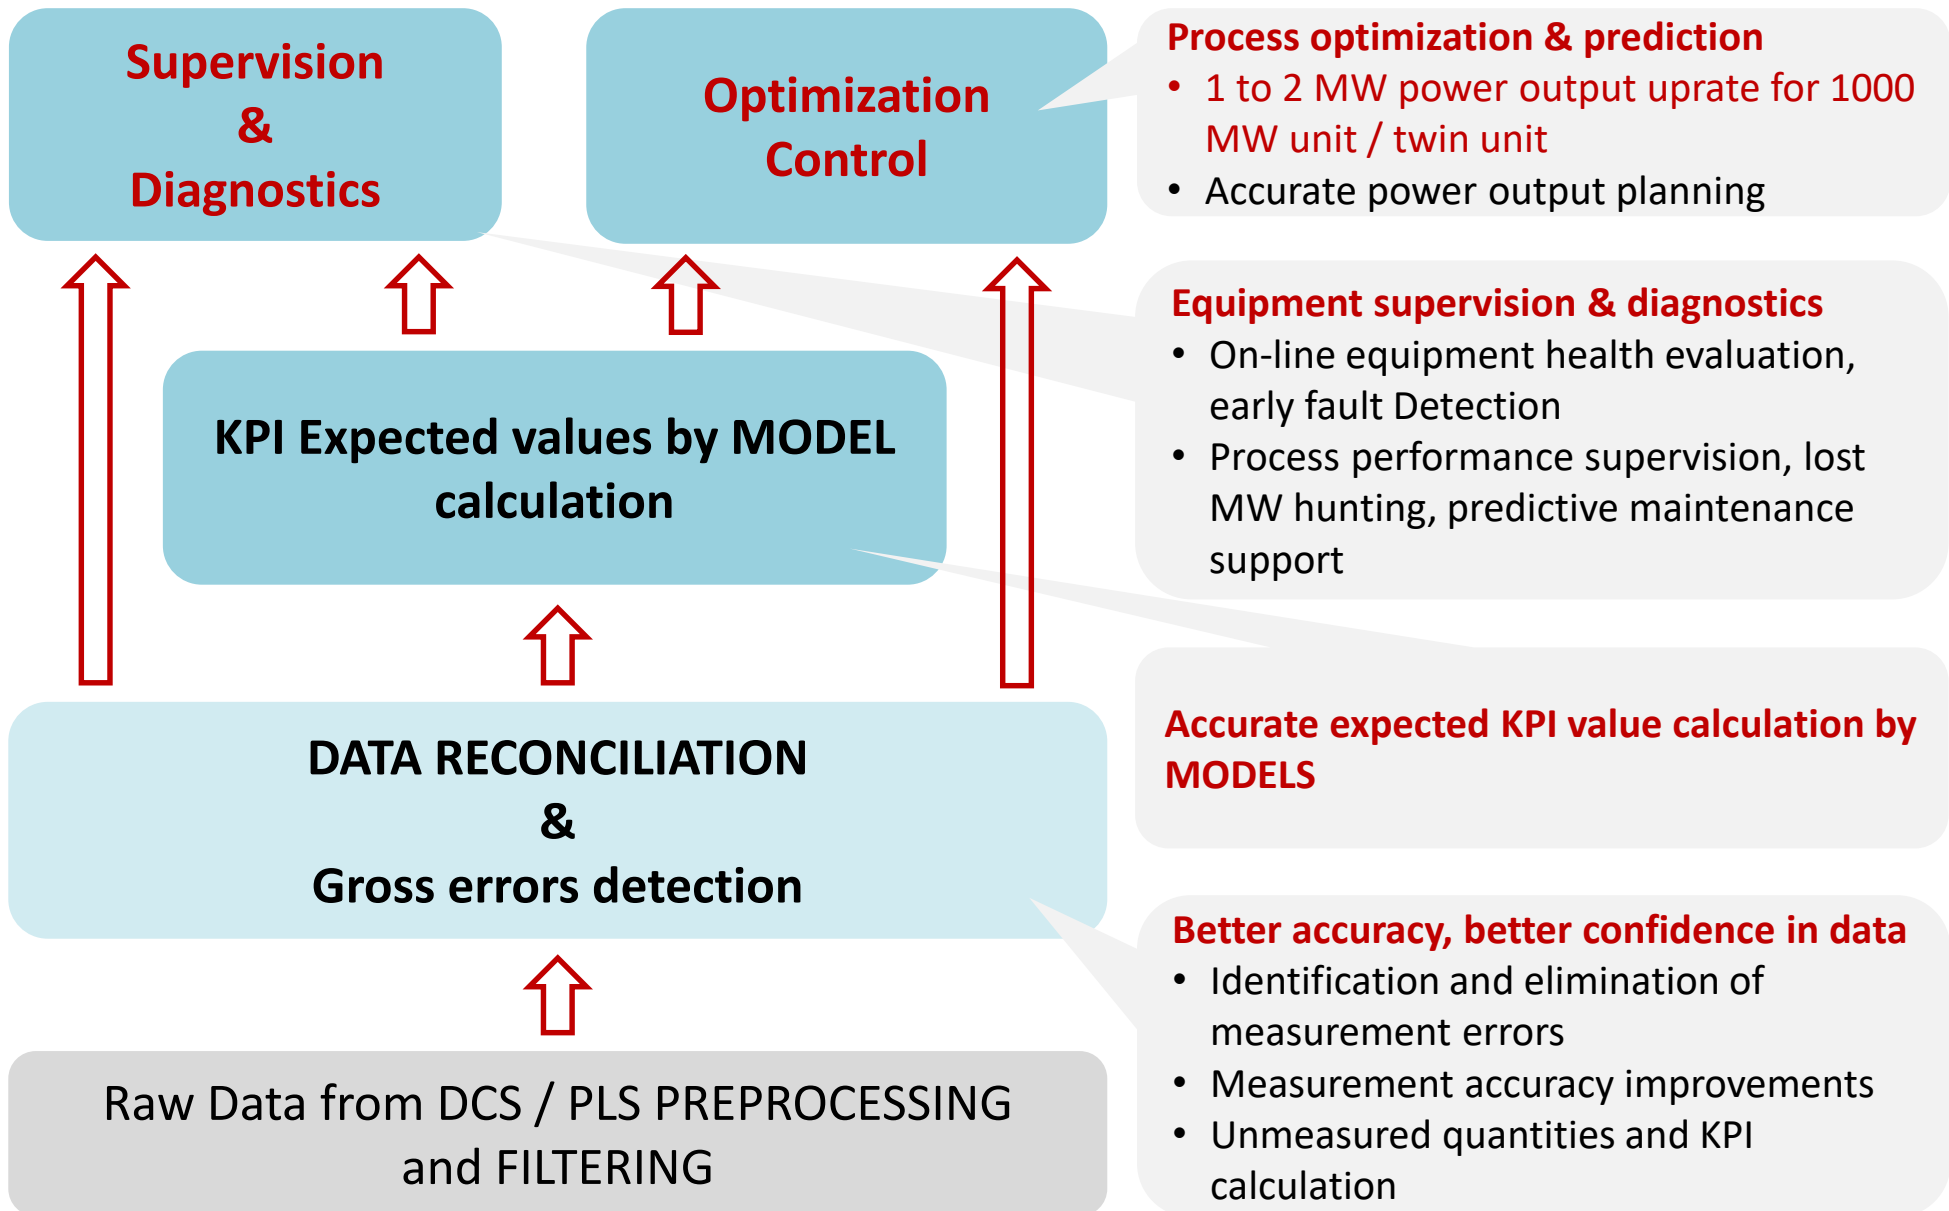 Supervision
&
Diagnostics
Optimization
Control
Process optimization & prediction
• 1 to 2 MW power output uprate for 1000
MW unit / twin unit
• Accurate power output planning
Equipment supervision & diagnostics
• On-line equipment health evaluation,
early fault Detection
• Process performance supervision, lost
MW hunting, predictive maintenance
support
KPI Expected values by MODEL
calculation
Accurate expected KPI value calculation by
MODELS
DATA RECONCILIATION
&
Gross errors detection
Better accuracy, better confidence in data
• Identification and elimination of
measurement errors
• Measurement accuracy improvements
• Unmeasured quantities and KPI
calculation
Raw Data from DCS / PLS PREPROCESSING
and FILTERING